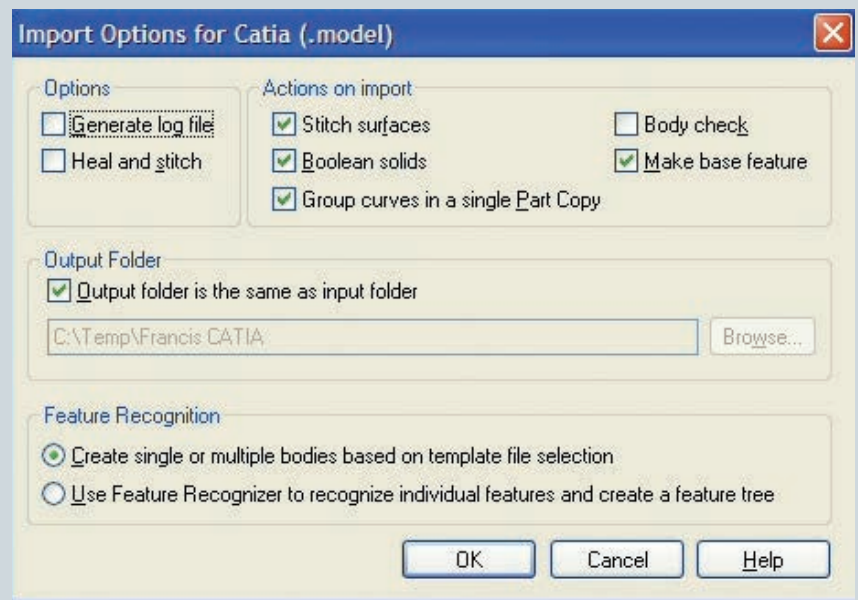 Import Options for Catia (.model)
Options
Generate log file
Heal and stitch
Actions on import
Stitch surfaces
Body check
Boolean solids
Make base feature
Group curves in a single Part Copy
Output Folder
Output folder is the same as input folder
C:\Temp\Francis CATIA
Browse...
Feature Recognition
Create single or multiple bodies based on template file selection
Use Feature Recognizer to recognize individual features and create a feature tree
OK Cancel Help